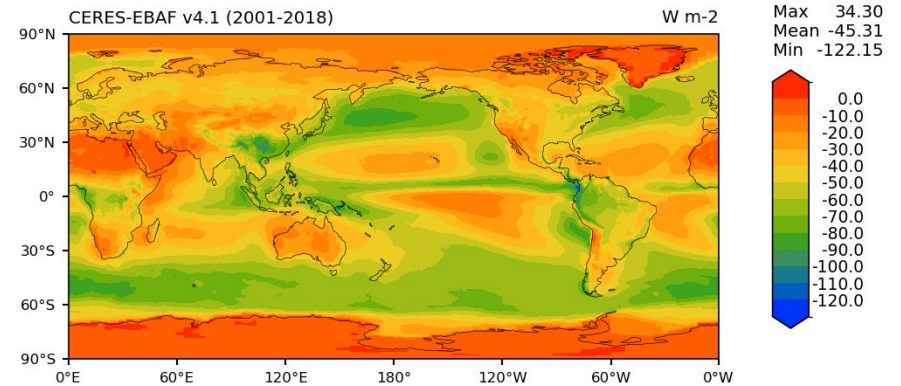 CERES-EBAF v4.1 (2001-2018)
W m-2
Max 34.30
Mean -45.31
Min -122.15
90°N
60°N
30°N
0°
30°S
60°S
90°S
0°E
60°E
120°E
180°
120°W
60°W
0°W
0.0
-10.0
-20.0
-30.0
-40.0
-50.0
-60.0
-70.0
-80.0
-90.0
-100.0
-110.0
-120.0